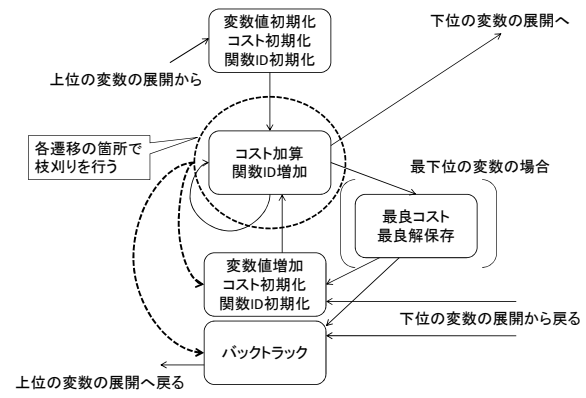 変数値初期化
コスト初期化
関数ID初期化
下位の変数の展開へ
上位の変数の展開から
各遷移の箇所で
枝刈りを行う
コスト加算
関数ID増加
最下位の変数の場合
最良コスト
最良解保存
変数値増加
コスト初期化
関数ID初期化
下位の変数の展開から戻る
バックトラック
上位の変数の展開へ戻る